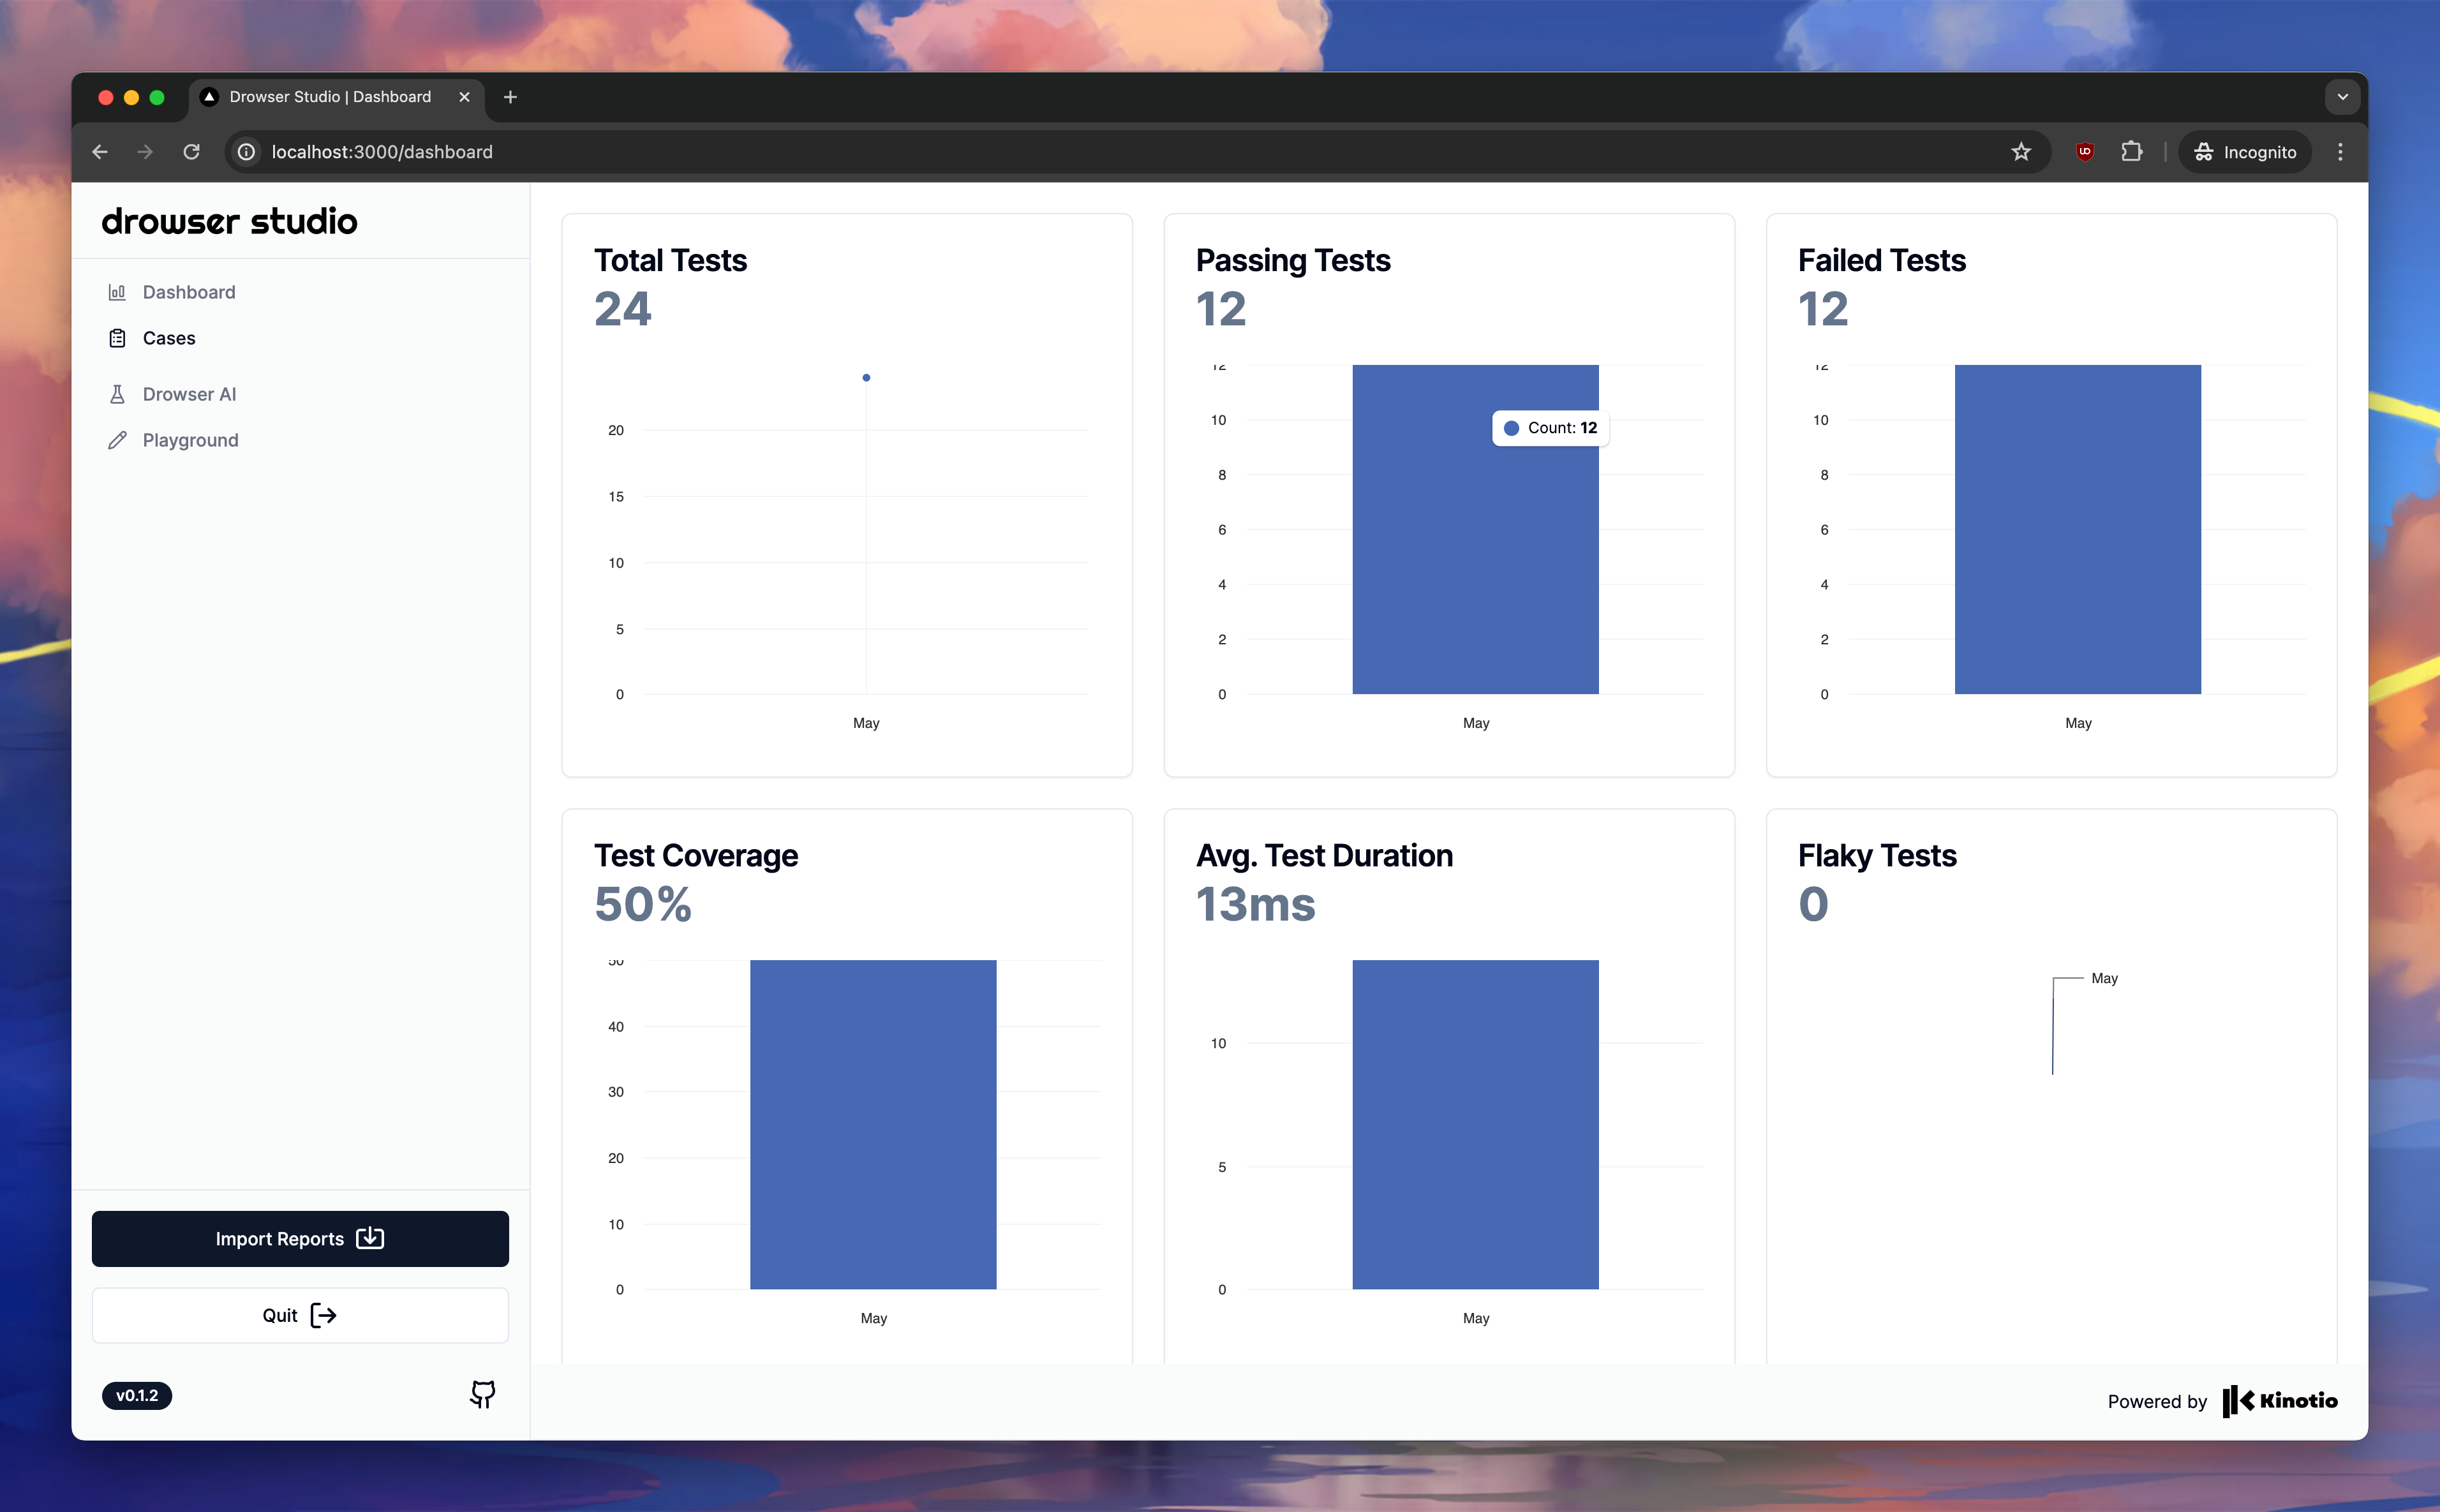 Drowser Studio | Dashboard
localhost:3000/dashboard
Incognito
drowser studio
Dashboard
Cases
Drowser AI
Playground
Import Reports
Quit
v0.1.2
Total Tests
24
20
15
10
5
0
May
Passing Tests
12
12
10
8
6
4
2
0
Count: 12
May
Failed Tests
12
12
10
8
6
4
2
0
May
Test Coverage
50%
50
40
30
20
10
0
May
Avg. Test Duration
13ms
10
5
0
May
Flaky Tests
0
May
Powered by Kinotio